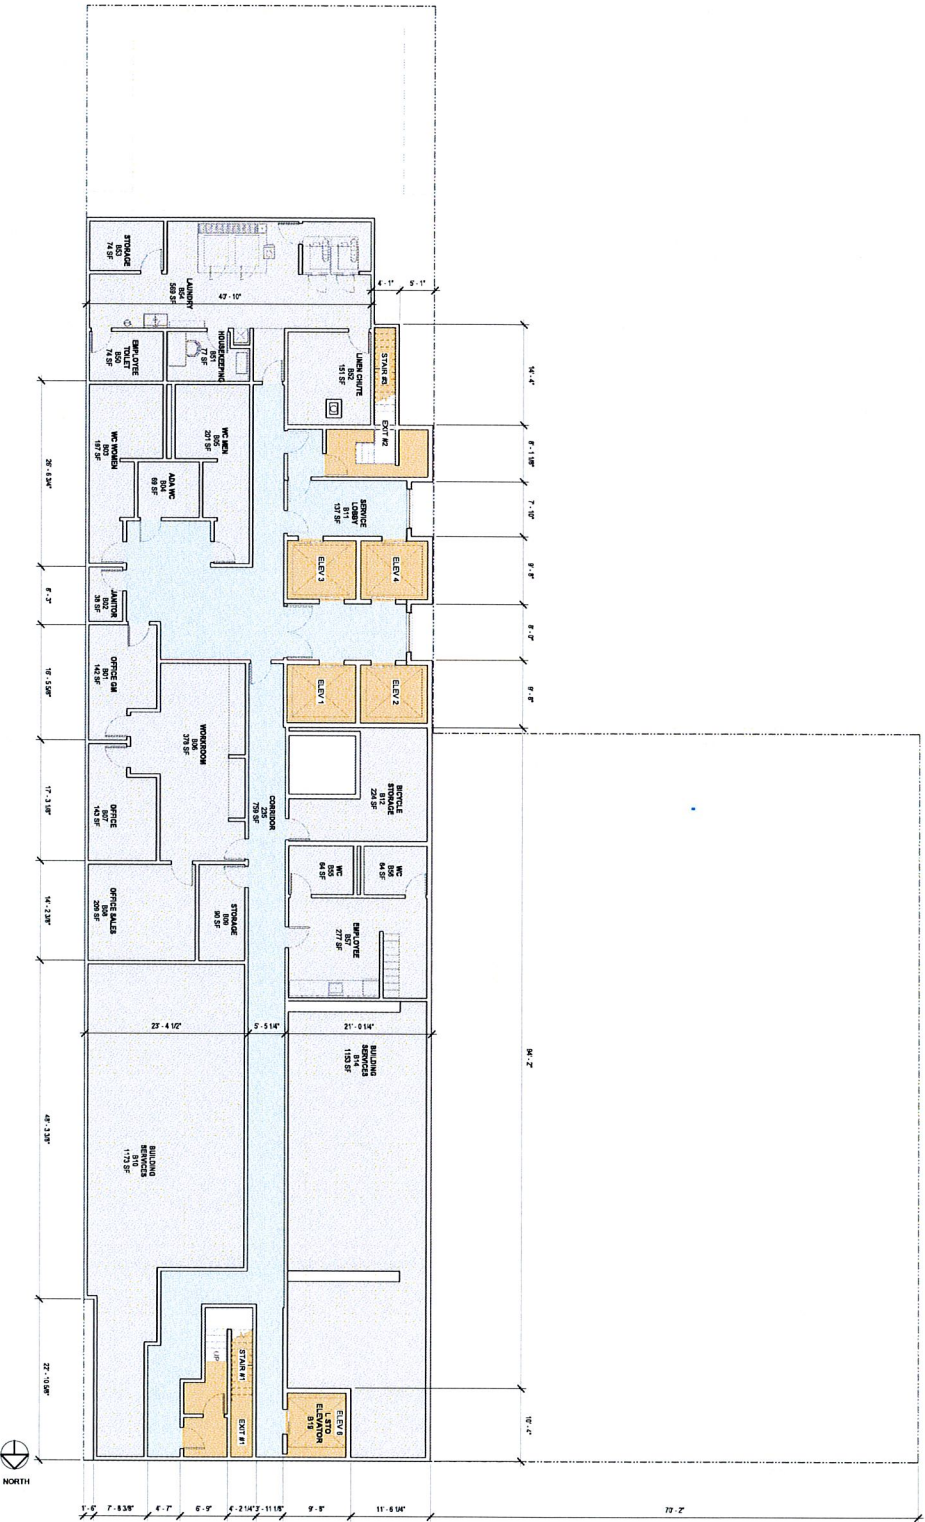 STORAGE
B53
74 SF
LAUNDRY
B54
569 SF
40' - 10"
4' - 1"
5' - 1"
EMPLOYEE
TOILET
B50
74 SF
HOUSEKEEPING
B51
77 SF
LINEN CHUTE
B52
151 SF
STAIR #3
EXIT #2
14' - 4"
8' - 1 1/8"
7' - 10"
9' - 8"
8' - 0"
9' - 8"
WC WOMEN
B03
197 SF
WC MEN
B05
201 SF
ADA WC
B04
69 SF
SERVICE
LOBBY
B11
137 SF
ELEV 3
ELEV 4
26' - 6 3/4"
JANITOR
B02
38 SF
8' - 3"
OFFICE GM
B01
142 SF
16' - 5 5/8"
ELEV 1
ELEV 2
WORKROOM
B06
378 SF
OFFICE
B07
143 SF
17' - 3 1/8"
CORRIDOR
235
759 SF
BICYCLE
STORAGE
B12
224 SF
WC
B55
64 SF
WC
B56
64 SF
OFFICE SALES
B08
209 SF
STORAGE
B09
90 SF
EMPLOYEE
B57
277 SF
14' - 2 3/8"
23' - 4 1/2"
5' - 5 1/4"
21' - 0 1/4"
BUILDING
SERVICES
B14
1153 SF
94' - 2"
BUILDING
SERVICES
B10
1173 SF
48' - 3 3/8"
UP
STAIR #1
EXIT #1
ELEV 6
L STO
ELEVATOR
B19
22' - 10 5/8"
10' - 4"
NORTH
1' - 6"
7' - 8 3/8"
4' - 7"
6' - 9"
4' - 2 1/4"
3' - 11 1/8"
9' - 8"
11' - 6 1/4"
70' - 2"